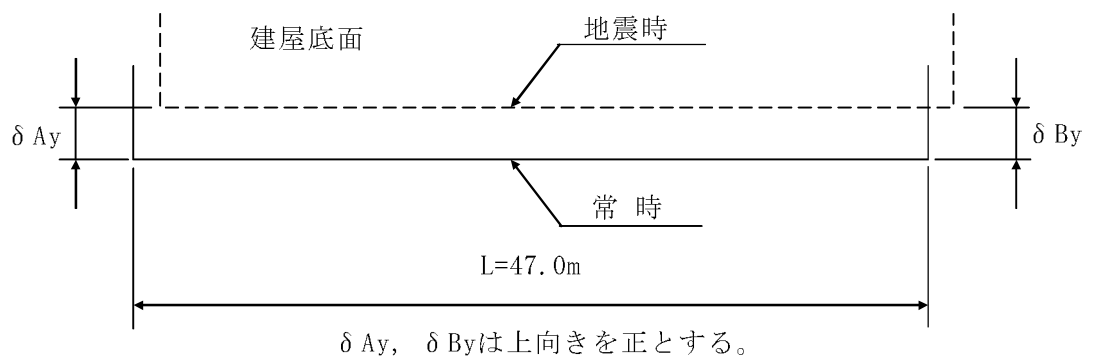 建屋底面
地震時
δAy
δBy
常 時
L=47.0m
δAy, δByは上向きを正とする。